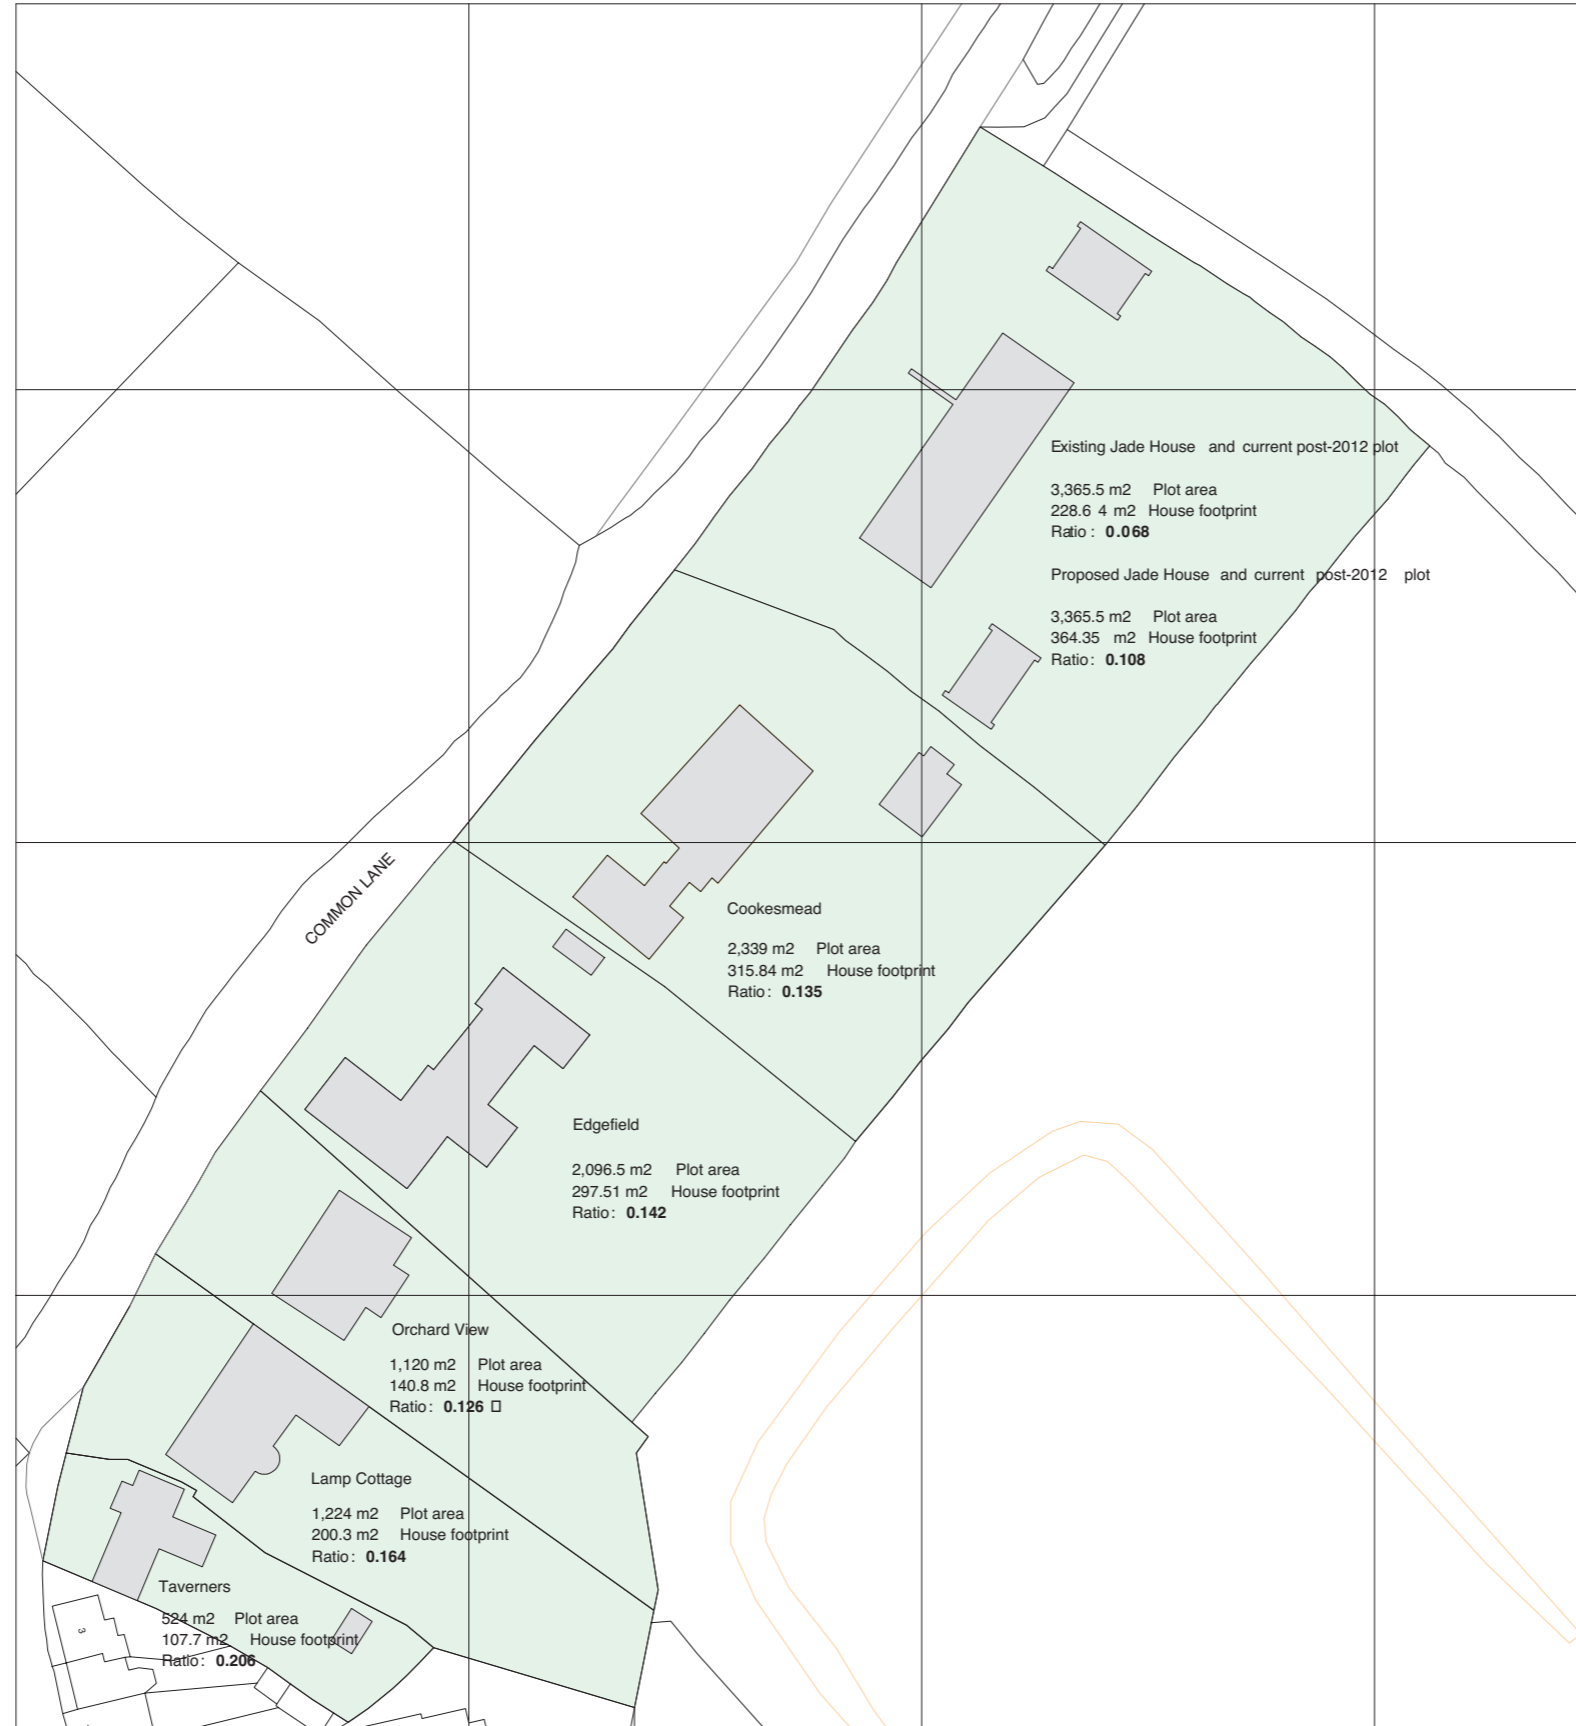 Existing Jade House and current post-2012 plot
3,365.5 m2 Plot area
228.6 4 m2 House footprint
Ratio : 0.068
Proposed Jade House and current post-2012 plot
3,365.5 m2 Plot area
364.35 m2 House footprint
Ratio : 0.108
COMMON LANE
Cookesmead
2,339 m2 Plot area
315.84 m2 House footprint
Ratio : 0.135
Edgefield
2,096.5 m2 Plot area
297.51 m2 House footprint
Ratio : 0.142
Orchard View
1,120 m2 Plot area
140.8 m2 House footprint
Ratio : 0.126 □
Lamp Cottage
1,224 m2 Plot area
200.3 m2 House footprint
Ratio : 0.164
Taverners
524 m2 Plot area
107.7 m2 House footprint
Ratio : 0.206
3